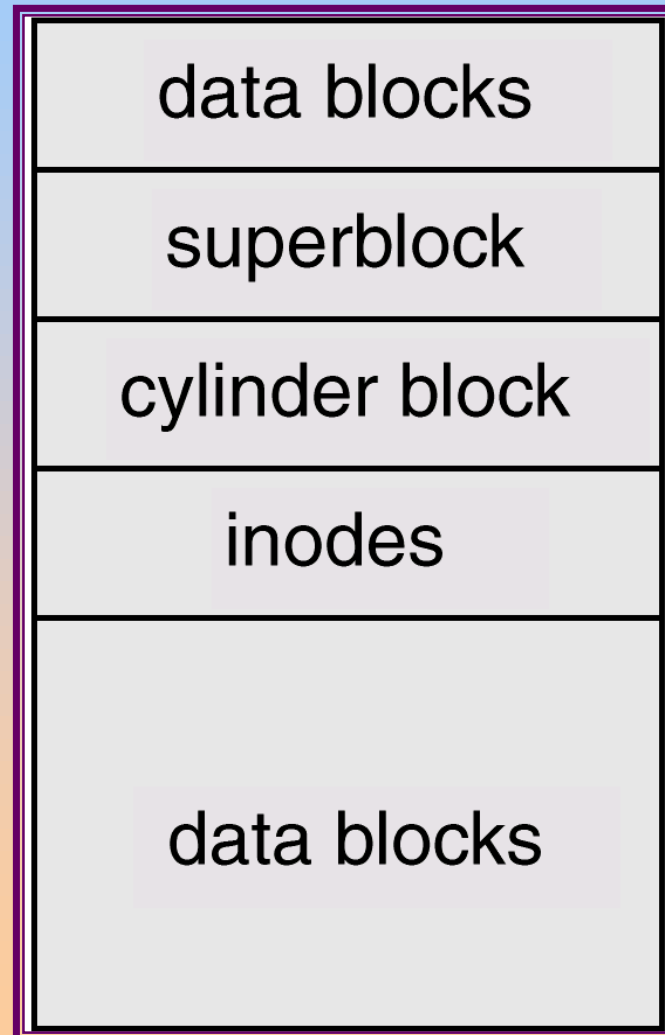 data blocks
superblock
cylinder block
inodes
data blocks